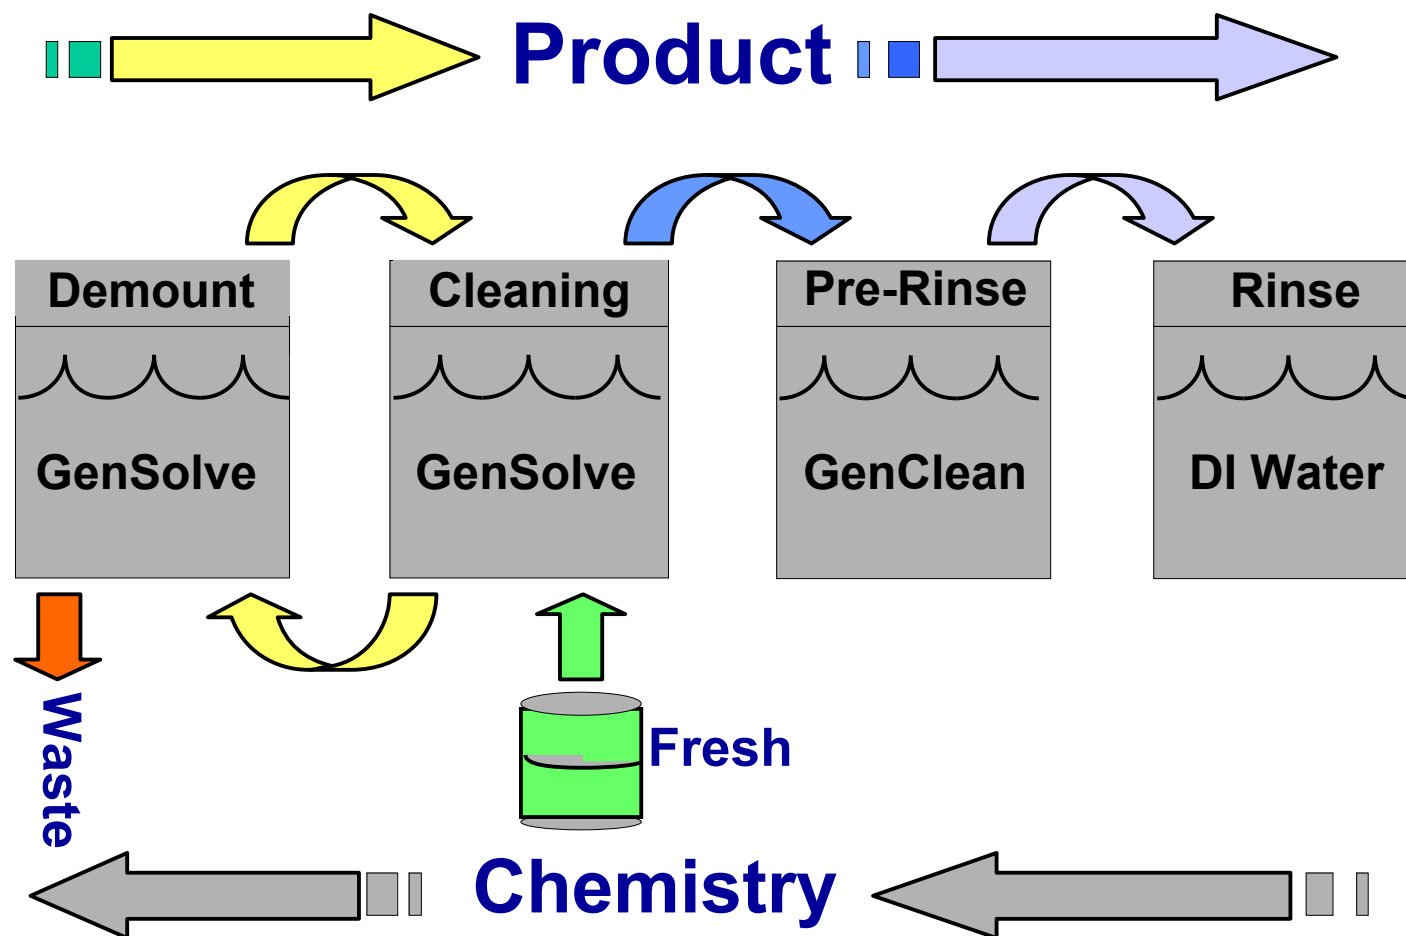 Product
Demount
Cleaning
Pre-Rinse
Rinse
GenSolve
GenSolve
GenClean
DI Water
Waste
Fresh
Chemistry